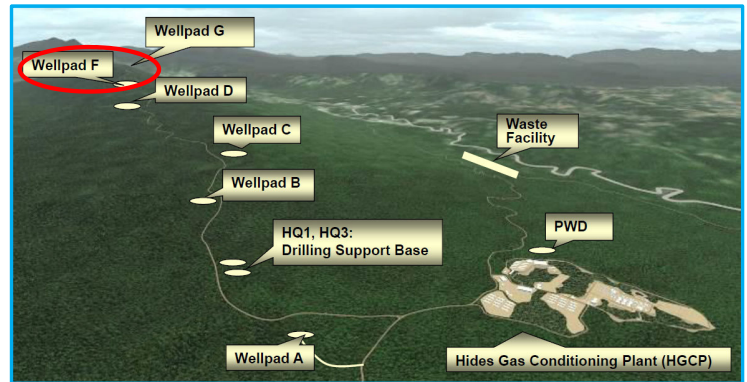 Wellpad G
Wellpad F
Wellpad D
Wellpad C
Waste
Facility
Wellpad B
HQ1, HQ3:
Drilling Support Base
PWD
Wellpad A
Hides Gas Conditioning Plant (HGCP)